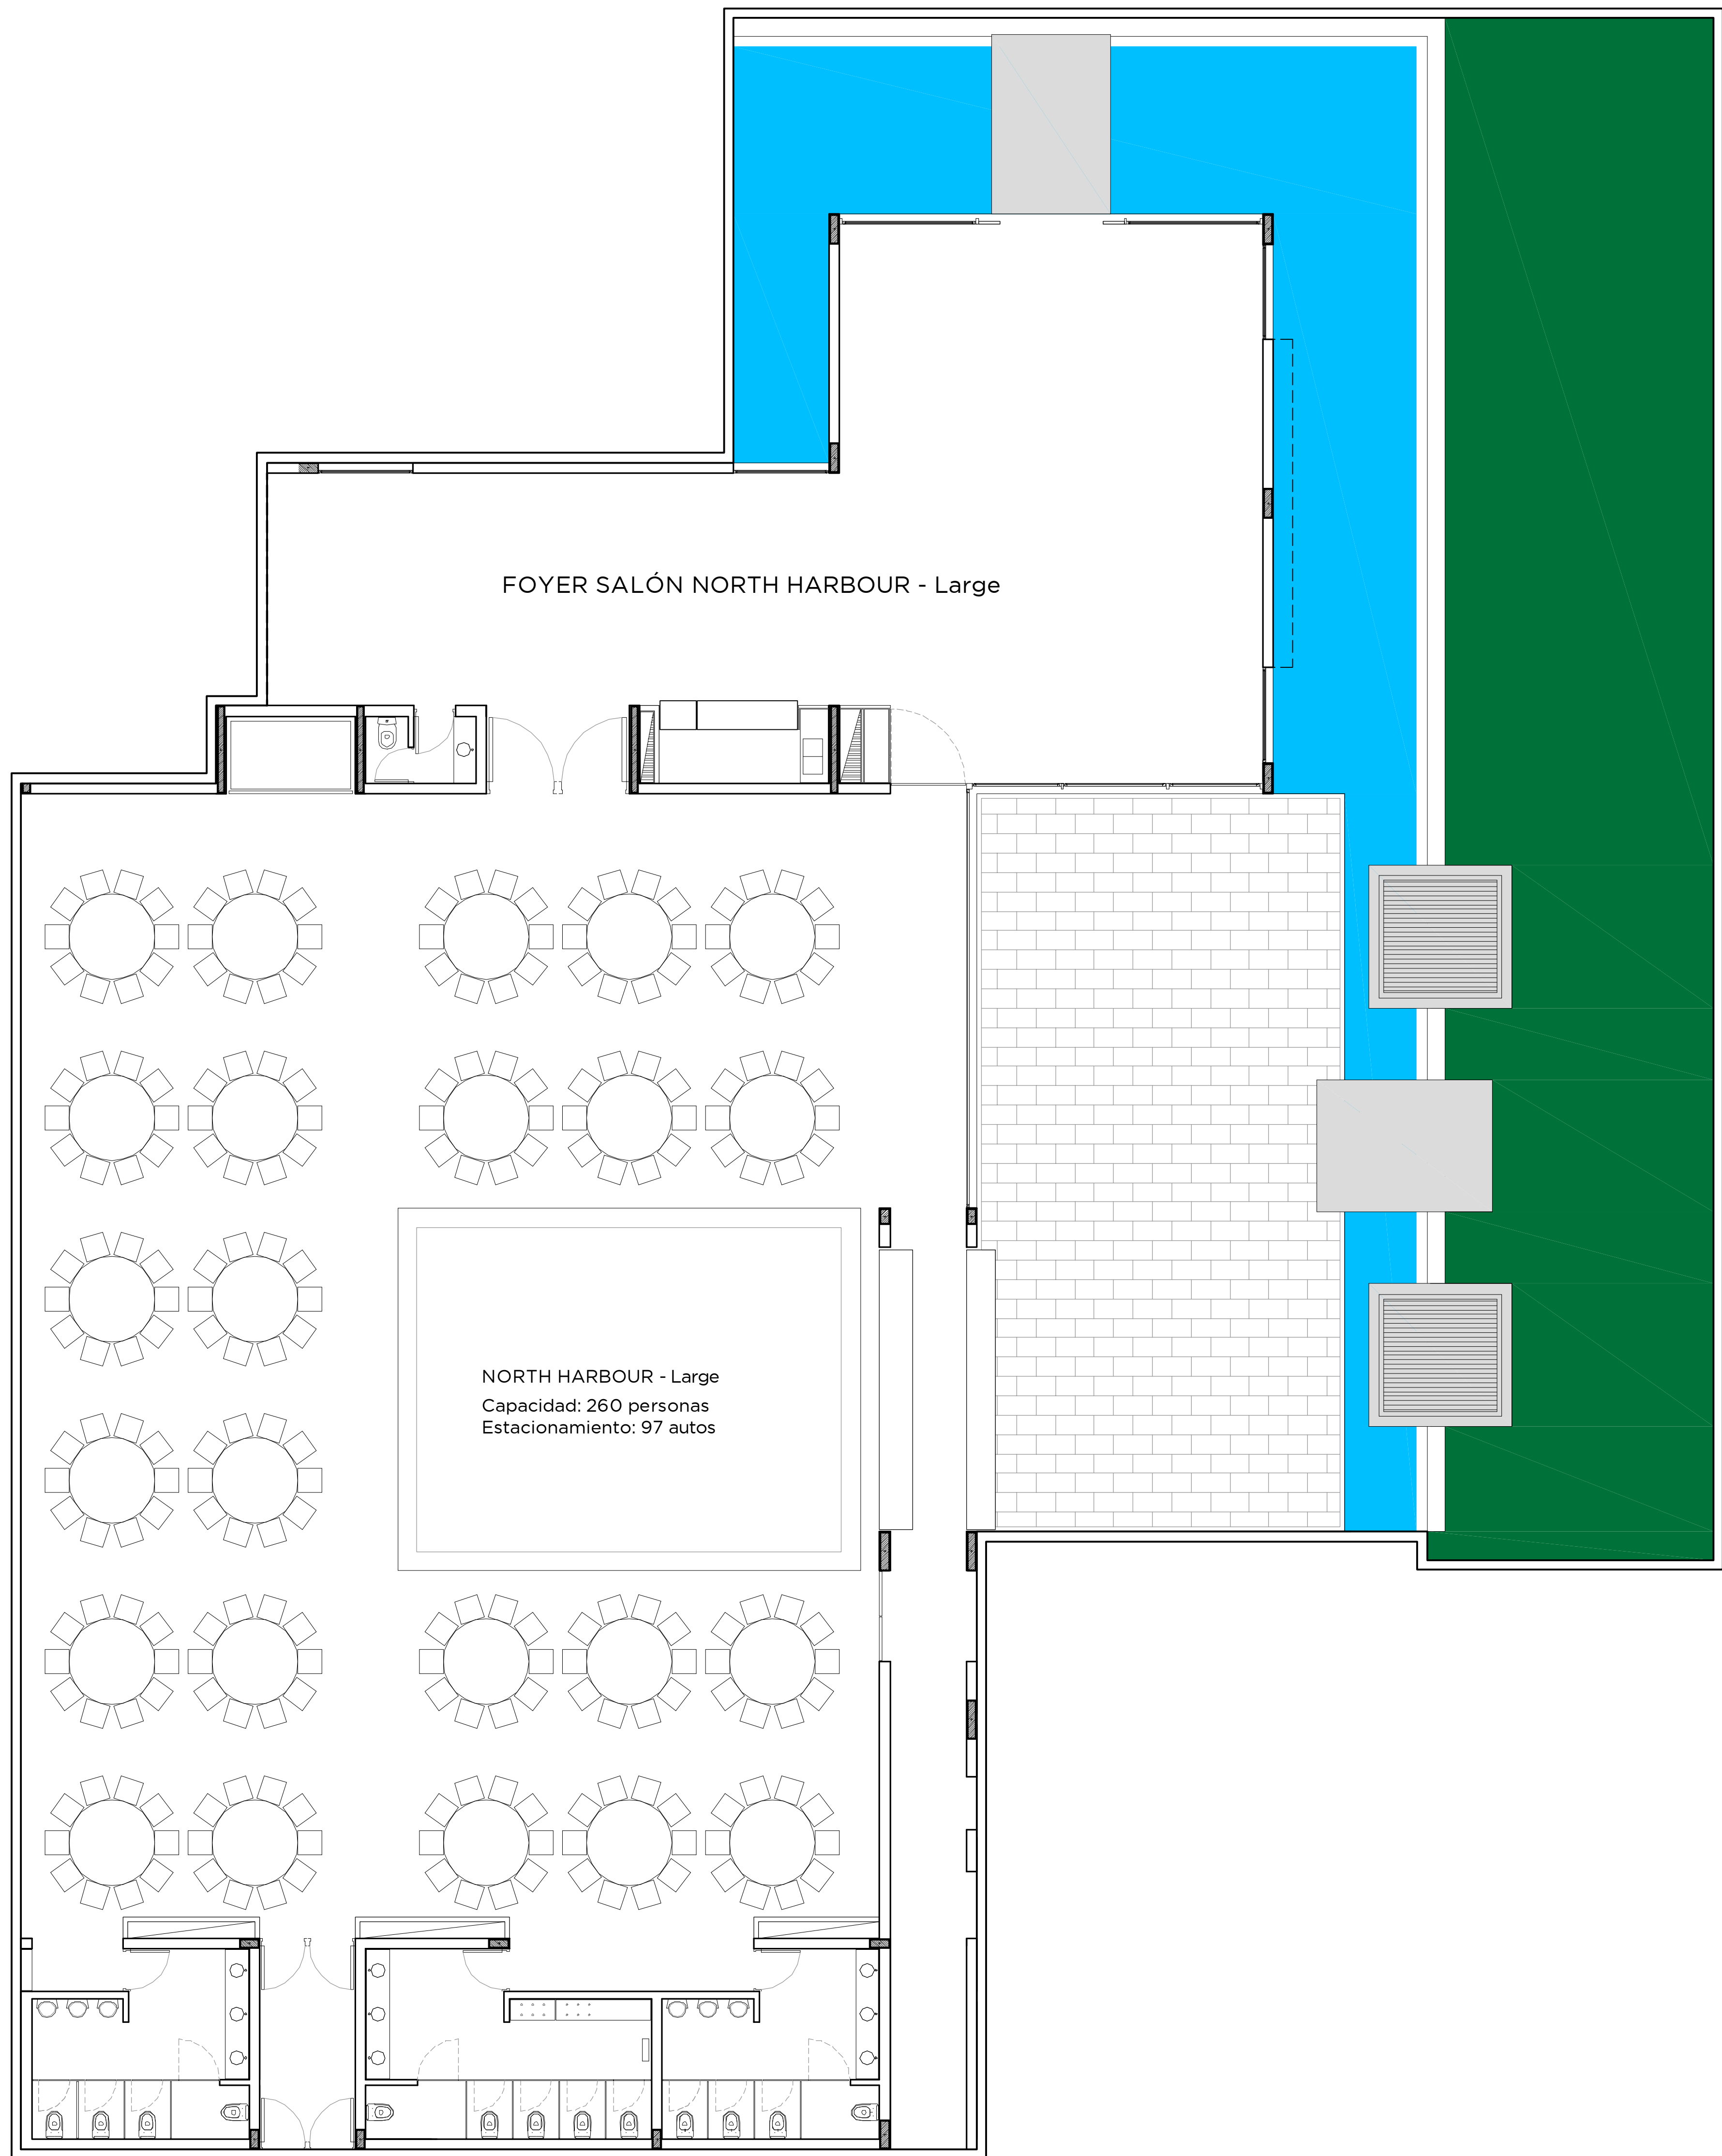 FOYER SALÓN NORTH HARBOUR - Large
NORTH HARBOUR - Large
Capacidad: 260 personas
Estacionamiento: 97 autos